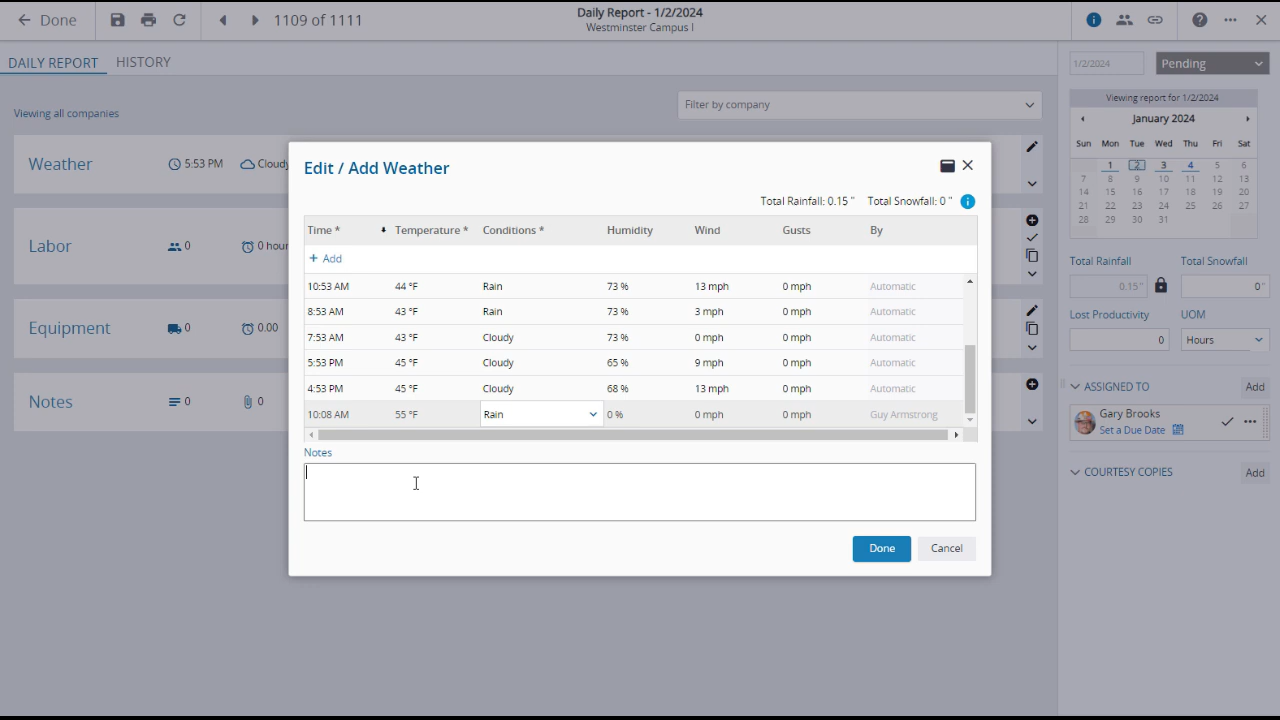 Done 1109 of 1111 Daily Report - 1/2/2024
Westminster Campus I
DAILY REPORT HISTORY
Viewing all companies Filter by company
Weather 5:53 PM Cloudy
Labor 0 0 hour
Equipment 0 0.00
Notes 0 0
Edit / Add Weather
Total Rainfall: 0.15 " Total Snowfall: 0 "
Time * Temperature * Conditions * Humidity Wind Gusts By
+ Add
10:53 AM 44 °F Rain 73 % 13 mph 0 mph Automatic
8:53 AM 43 °F Rain 73 % 3 mph 0 mph Automatic
7:53 AM 43 °F Cloudy 73 % 0 mph 0 mph Automatic
5:53 PM 45 °F Cloudy 65 % 9 mph 0 mph Automatic
4:53 PM 45 °F Cloudy 68 % 13 mph 0 mph Automatic
10:08 AM 55 °F Rain 0 % 0 mph 0 mph Guy Armstrong
Notes
Done Cancel
1/2/2024 Pending
Viewing report for 1/2/2024
January 2024
Sun Mon Tue Wed Thu Fri Sat
1 2 3 4 5 6
7 8 9 10 11 12 13
14 15 16 17 18 19 20
21 22 23 24 25 26 27
28 29 30 31
Total Rainfall Total Snowfall
0.15" 0"
Lost Productivity UOM
0 Hours
ASSIGNED TO Add
Gary Brooks
Set a Due Date
COURTESY COPIES Add